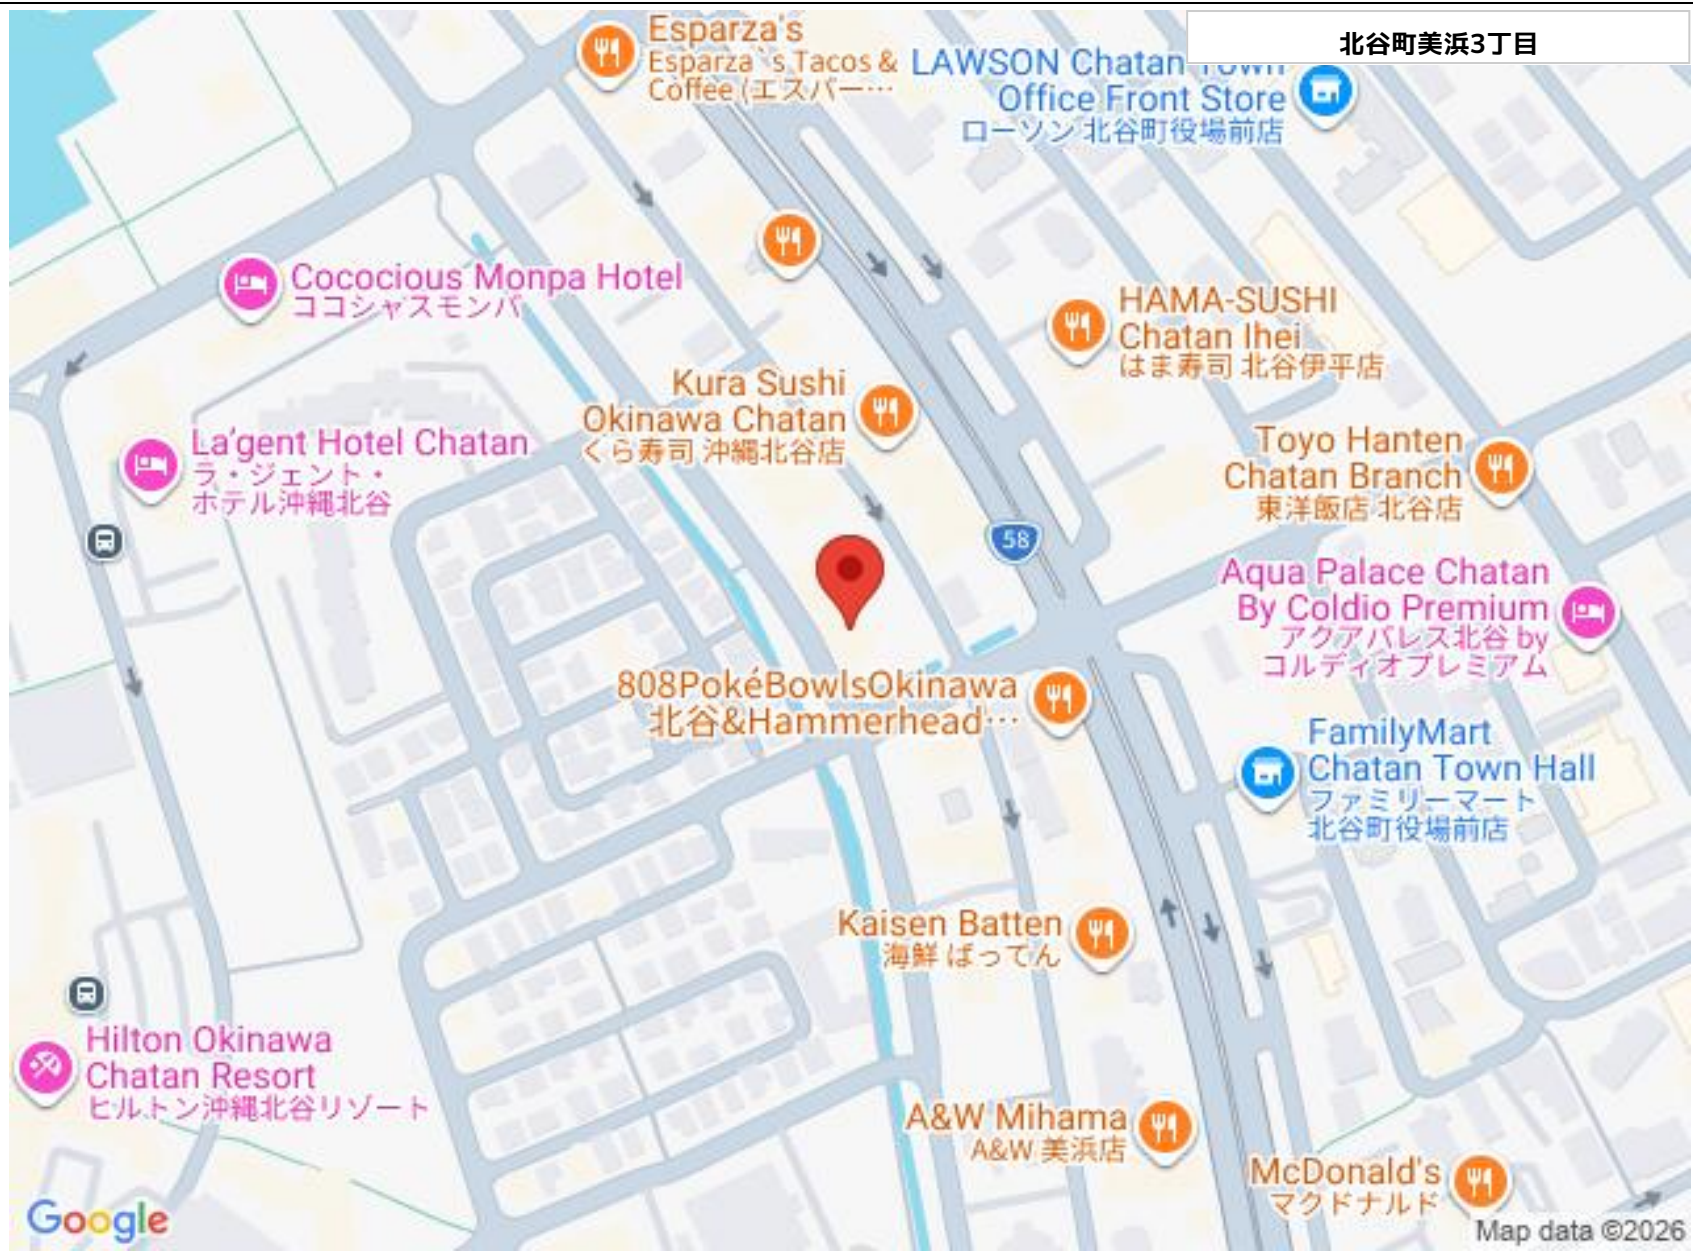 北谷町美浜3丁目
Esparza's
Esparza`s Tacos &
Coffee (エスパー…
LAWSON Chatan Town
Office Front Store
ローソン 北谷町役場前店
Cococious Monpa Hotel
ココシャスモンパ
HAMA-SUSHI
Chatan Ihei
はま寿司 北谷伊平店
Kura Sushi
Okinawa Chatan
くら寿司 沖縄北谷店
La'gent Hotel Chatan
ラ・ジェント・
ホテル沖縄北谷
Toyo Hanten
Chatan Branch
東洋飯店 北谷店
58
Aqua Palace Chatan
By Coldio Premium
アクアパレス北谷 by
コルディオプレミアム
808PokéBowlsOkinawa
北谷&Hammerhead…
FamilyMart
Chatan Town Hall
ファミリーマート
北谷町役場前店
Kaisen Batten
海鮮 ばってん
Hilton Okinawa
Chatan Resort
ヒルトン沖縄北谷リゾート
A&W Mihama
A&W 美浜店
McDonald's
マクドナルド
Google
Map data ©2026